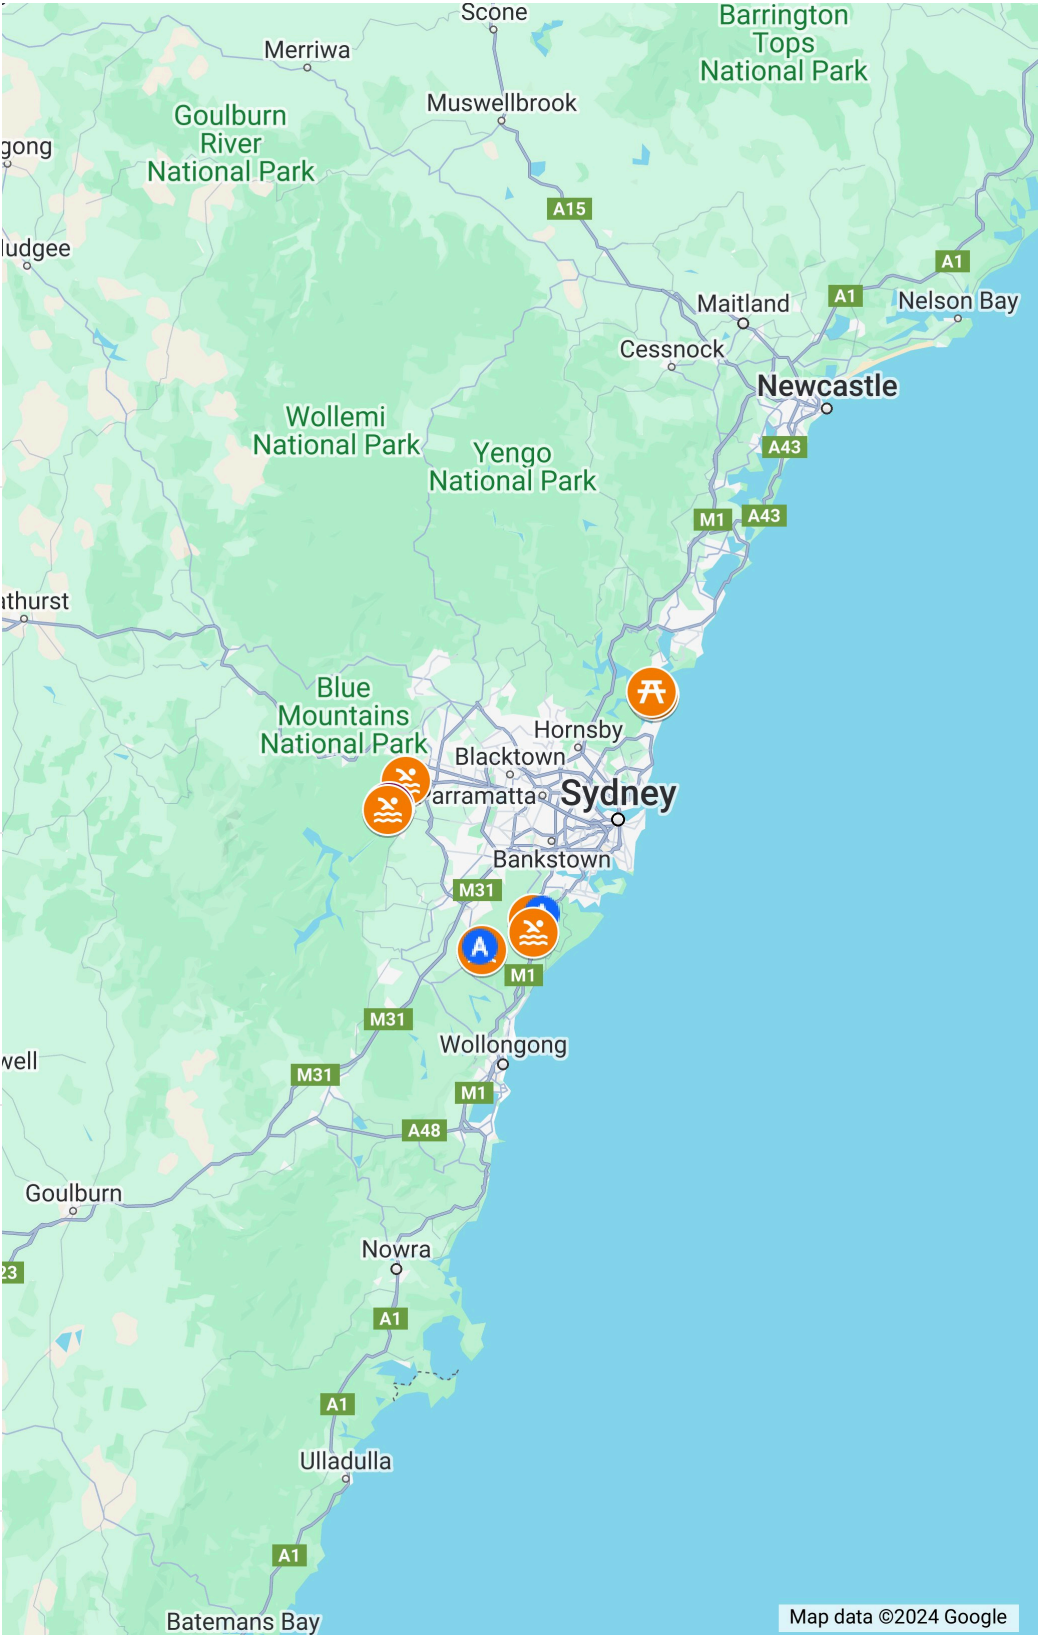 Scone
Barrington
Tops
National Park
Merriwa
Muswellbrook
Goulburn
River
National Park
gong
A15
Mudgee
A1
A1
Nelson Bay
Maitland
Cessnock
Newcastle
Wollemi
National Park
Yengo
National Park
A43
M1
A43
athurst
Blue
Mountains
National Park
Hornsby
Blacktown
arramatta
Sydney
Bankstown
M31
M1
M31
Wollongong
well
M31
M1
A48
Goulburn
Nowra
23
A1
A1
Ulladulla
A1
Batemans Bay
Map data ©2024 Google